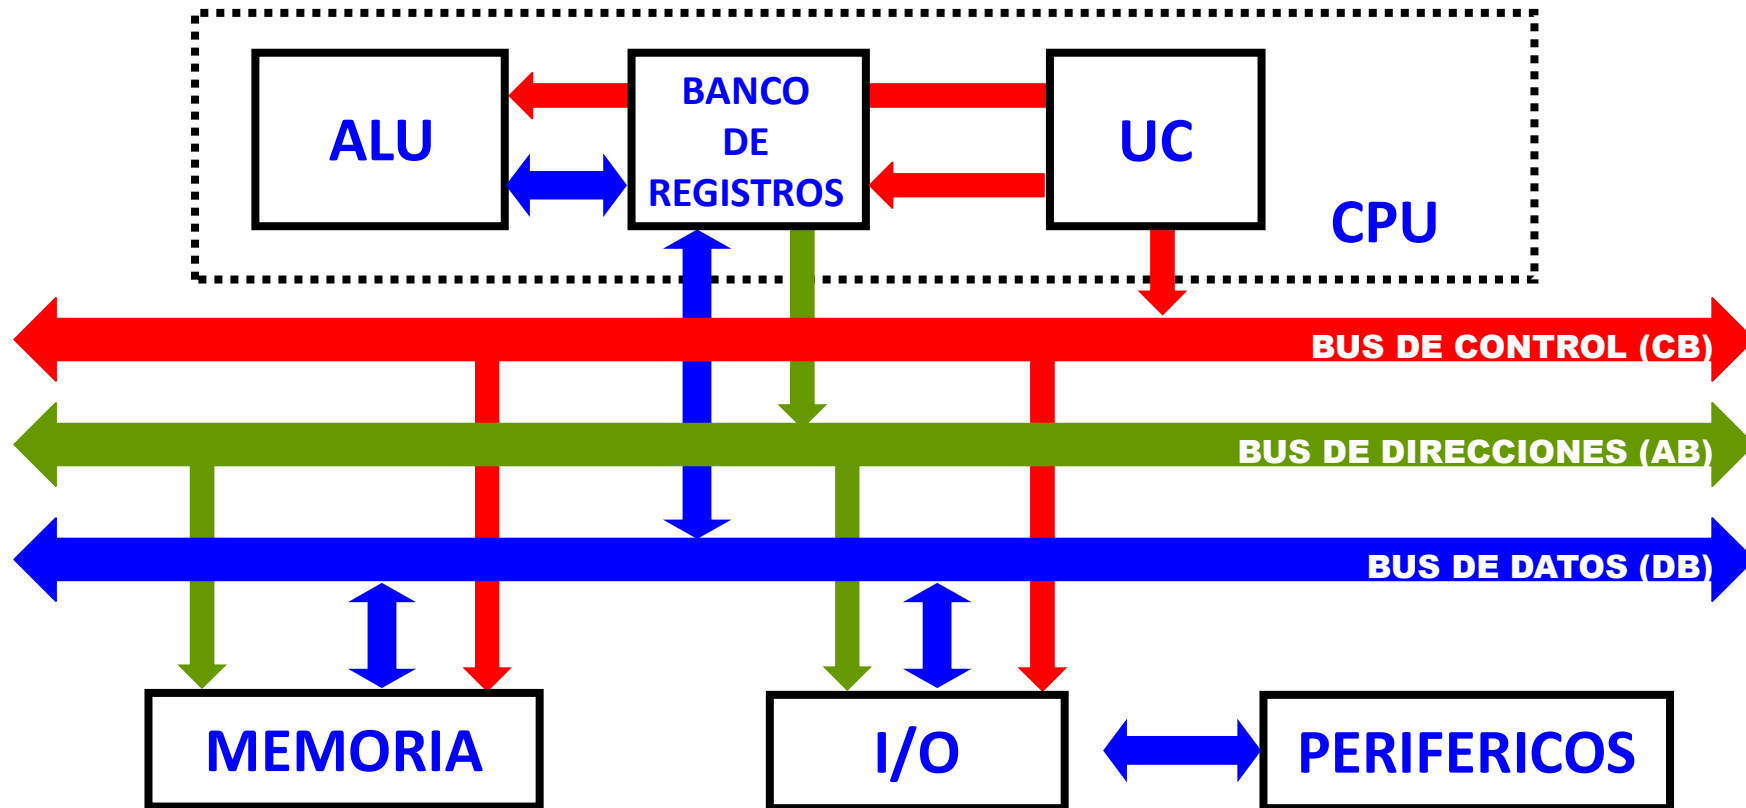 ALU
BANCO
DE
REGISTROS
UC
CPU
BUS DE CONTROL (CB)
BUS DE DIRECCIONES (AB)
BUS DE DATOS (DB)
MEMORIA
I/O
PERIFERICOS